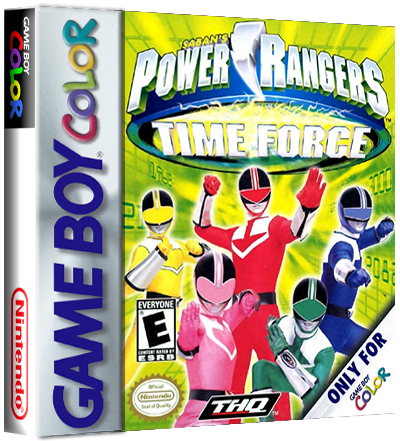 GAME BOY
COLOR
Nintendo
GAME BOY COLOR
SABAN'S
POWER RANGERS
TIME FORCE
EVERYONE
E
CONTENT RATED BY
ESRB
Official
Nintendo
Seal of Quality
THQ
ONLY FOR
GAME BOY
COLOR